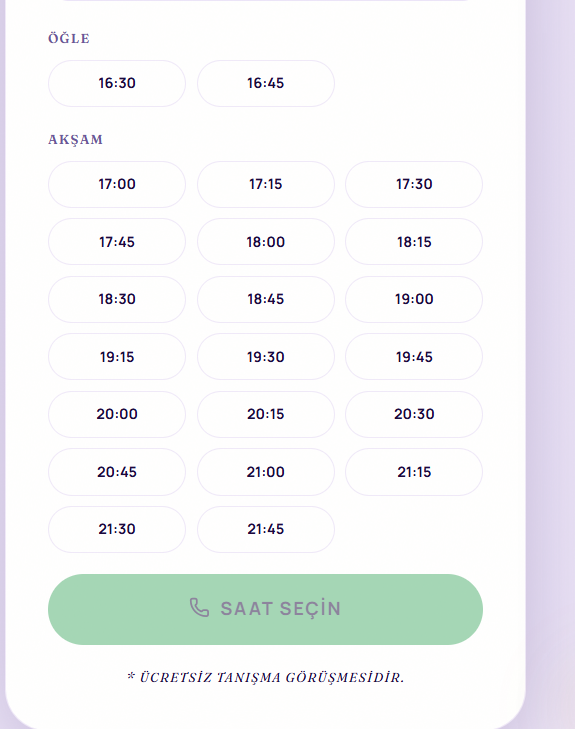 ÖĞLE
16:30 16:45
AKŞAM
17:00 17:15 17:30
17:45 18:00 18:15
18:30 18:45 19:00
19:15 19:30 19:45
20:00 20:15 20:30
20:45 21:00 21:15
21:30 21:45
SAAT SEÇİN
* ÜCRETSİZ TANIŞMA GÖRÜŞMESİDİR.